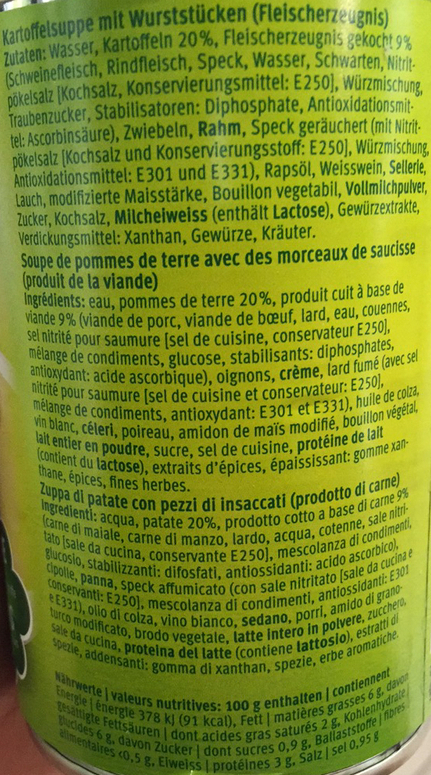 Kartoffelsuppe mit Wurststücken (Fleischerzeugnis)
Zutaten: Wasser, Kartoffeln 20%, Fleischerzeugnis gekocht 9%
(Schweinefleisch, Rindfleisch, Speck, Wasser, Schwarten, Nitrit-
pökelsalz [Kochsalz, Konservierungsmittel: E250], Würzmischung,
Traubenzucker, Stabilisatoren: Diphosphate, Antioxidationsmit-
tel: Ascorbinsäure), Zwiebeln, Rahm, Speck geräuchert (mit Nitrit-
pökelsalz [Kochsalz und Konservierungsstoff: E250], Würzmischung,
Antioxidationsmittel: E301 und E331), Rapsöl, Weisswein, Sellerie,
Lauch, modifizierte Maisstärke, Bouillon vegetabil, Vollmilchpulver,
Zucker, Kochsalz, Milcheiweiss (enthält Lactose), Gewürzextrakte,
Verdickungsmittel: Xanthan, Gewürze, Kräuter.
Soupe de pommes de terre avec des morceaux de saucisse
(produit de la viande)
Ingrédients: eau, pommes de terre 20%, produit cuit à base de
viande 9% (viande de porc, viande de bœuf, lard, eau, couennes,
sel nitrité pour saumure [sel de cuisine, conservateur E250],
mélange de condiments, glucose, stabilisants: diphosphates,
antioxydant: acide ascorbique), oignons, crème, lard fumé (avec sel
nitrité pour saumure [sel de cuisine et conservateur: E250],
mélange de condiments, antioxydant: E301 et E331), huile de colza,
vin blanc, céleri, poireau, amidon de maïs modifié, bouillon végétal,
lait entier en poudre, sucre, sel de cuisine, protéine de lait
(contient du lactose), extraits d'épices, épaississant: gomme xan-
thane, épices, fines herbes.
Zuppa di patate con pezzi di insaccati (prodotto di carne)
Ingredienti: acqua, patate 20%, prodotto cotto a base di carne 9%
(carne di maiale, carne di manzo, lardo, acqua, cotenne, sale nitri-
tato [sale da cucina, conservante E250], mescolanza di condimenti,
glucosio, stabilizzanti: difosfati, antiossidanti: acido ascorbico),
cipolle, panna, speck affumicato (con sale nitritato [sale da cucina e
conservanti: E250], mescolanza di condimenti, antiossidanti: E301
e E331), olio di colza, vino bianco, sedano, porri, amido di grano-
turco modificato, brodo vegetale, latte intero in polvere, zucchero,
sale da cucina, proteina del latte (contiene lattosio), estratti di
spezie, addensanti: gomma di xanthan, spezie, erbe aromatiche.
Nährwerte | valeurs nutritives: 100 g enthalten | contiennent
Energie | énergie 378 kJ (91 kcal), Fett | matières grasses 6 g, davon
gesättigte Fettsäuren | dont acides gras saturés 2 g, Kohlenhydrate |
glucides 6 g, davon Zucker | dont sucres 0,9 g, Ballaststoffe | fibres
alimentaires <0,5 g, Eiweiss | protéines 3 g, Salz | sel 0,95 g